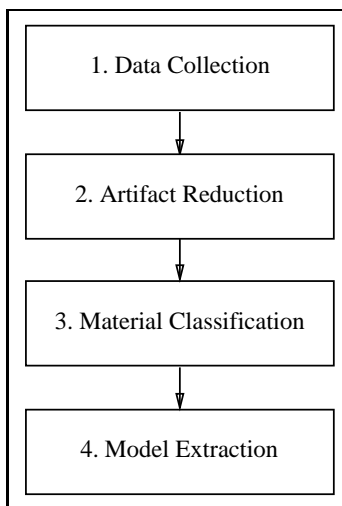 1. Data Collection
2. Artifact Reduction
3. Material Classification
4. Model Extraction